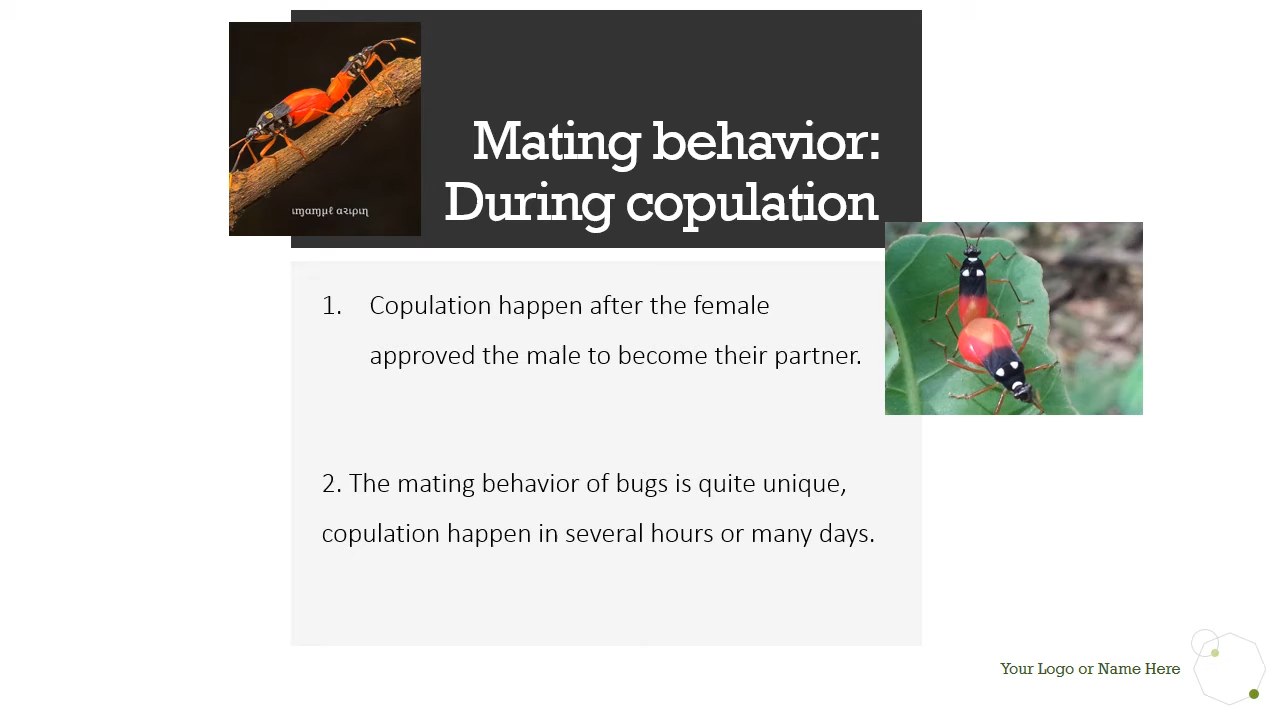 Mating behavior:
During copulation
1. Copulation happen after the female
approved the male to become their partner.
2. The mating behavior of bugs is quite unique,
copulation happen in several hours or many days.
Your Logo or Name Here